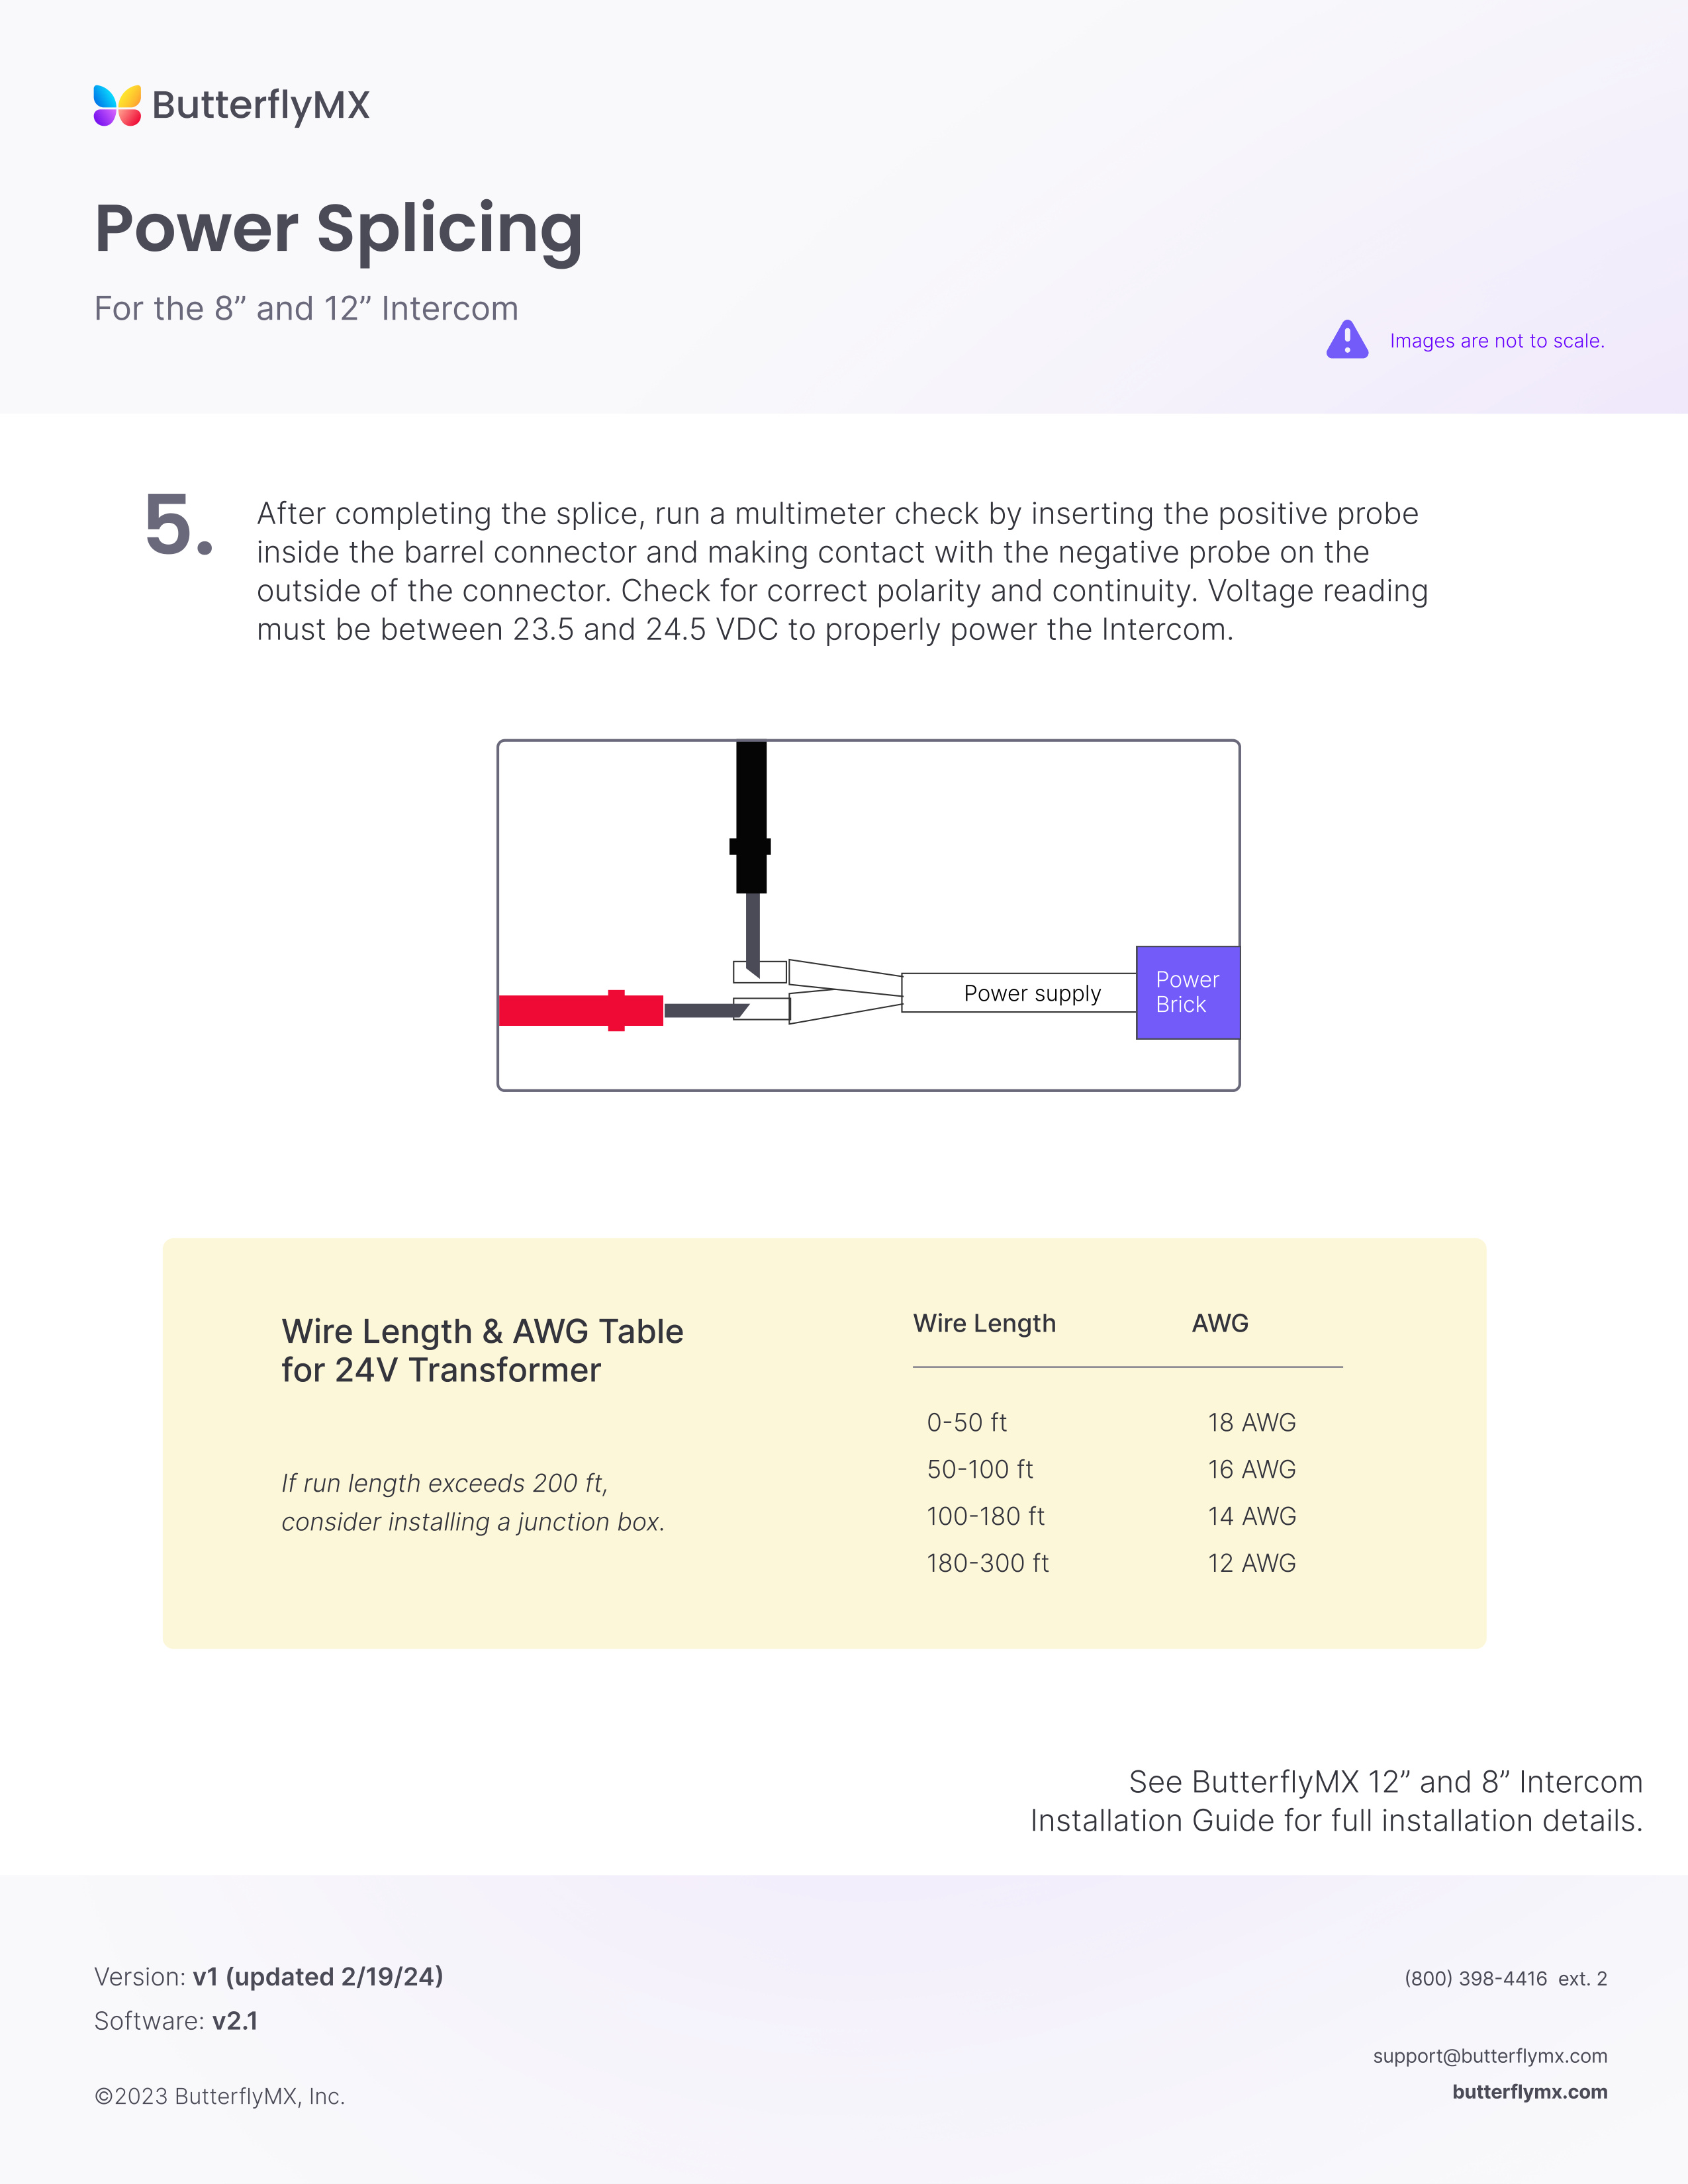 ButterflyMX
Power Splicing
For the 8” and 12” Intercom
Images are not to scale.
5.
After completing the splice, run a multimeter check by inserting the positive probe
inside the barrel connector and making contact with the negative probe on the
outside of the connector. Check for correct polarity and continuity. Voltage reading
must be between 23.5 and 24.5 VDC to properly power the Intercom.
Power supply
Power
Brick
Wire Length & AWG Table
for 24V Transformer
If run length exceeds 200 ft,
consider installing a junction box.
Wire Length AWG
0-50 ft 18 AWG
50-100 ft 16 AWG
100-180 ft 14 AWG
180-300 ft 12 AWG
See ButterflyMX 12” and 8” Intercom
Installation Guide for full installation details.
Version: v1 (updated 2/19/24)
Software: v2.1
©2023 ButterflyMX, Inc.
(800) 398-4416 ext. 2
support@butterflymx.com
butterflymx.com